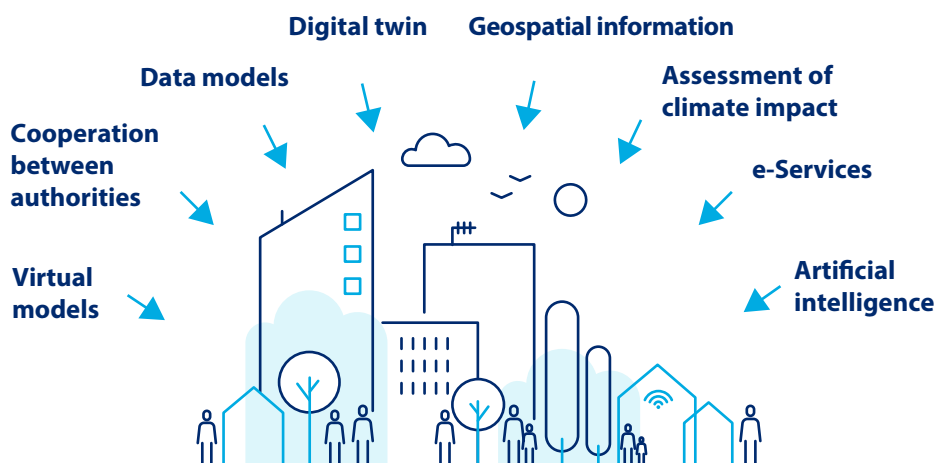 Digital twin
Geospatial information
Data models
Assessment of
climate impact
Cooperation
between
authorities
e-Services
Virtual
models
Artificial
intelligence